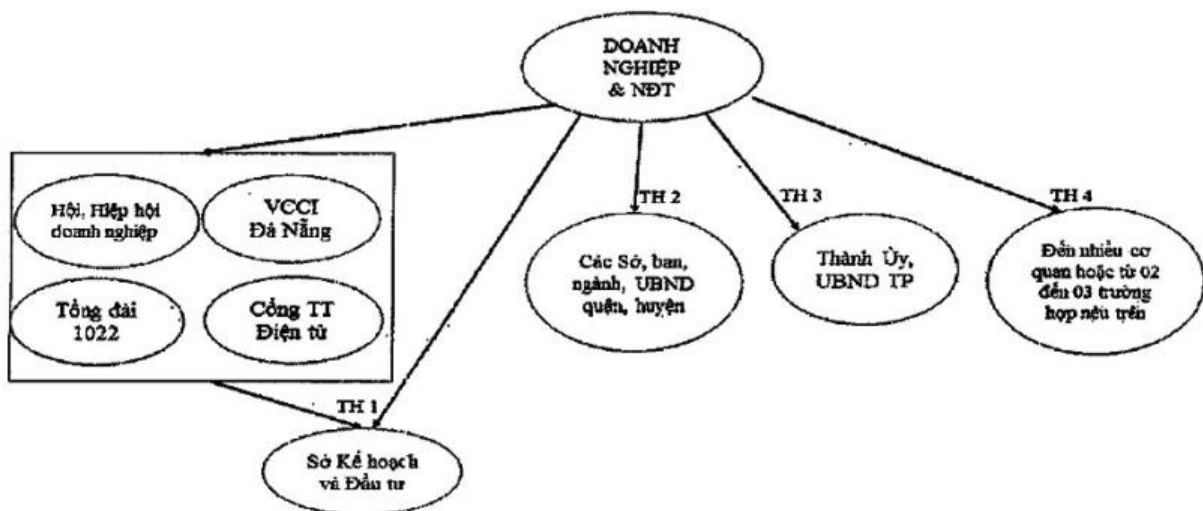 DOANH
NGHIỆP
& NĐT
Hội, Hiệp hội
doanh nghiệp
VCCI
Đà Nẵng
Tổng đài
1022
Cổng TT
Điện tử
TH 1
Sở Kế hoạch
và Đầu tư
TH 2
Các Sở, ban,
ngành, UBND
quận, huyện
TH 3
Thành Ủy,
UBND TP
TH 4
Đến nhiều cơ
quan hoặc từ 02
đến 03 trường
hợp nêu trên